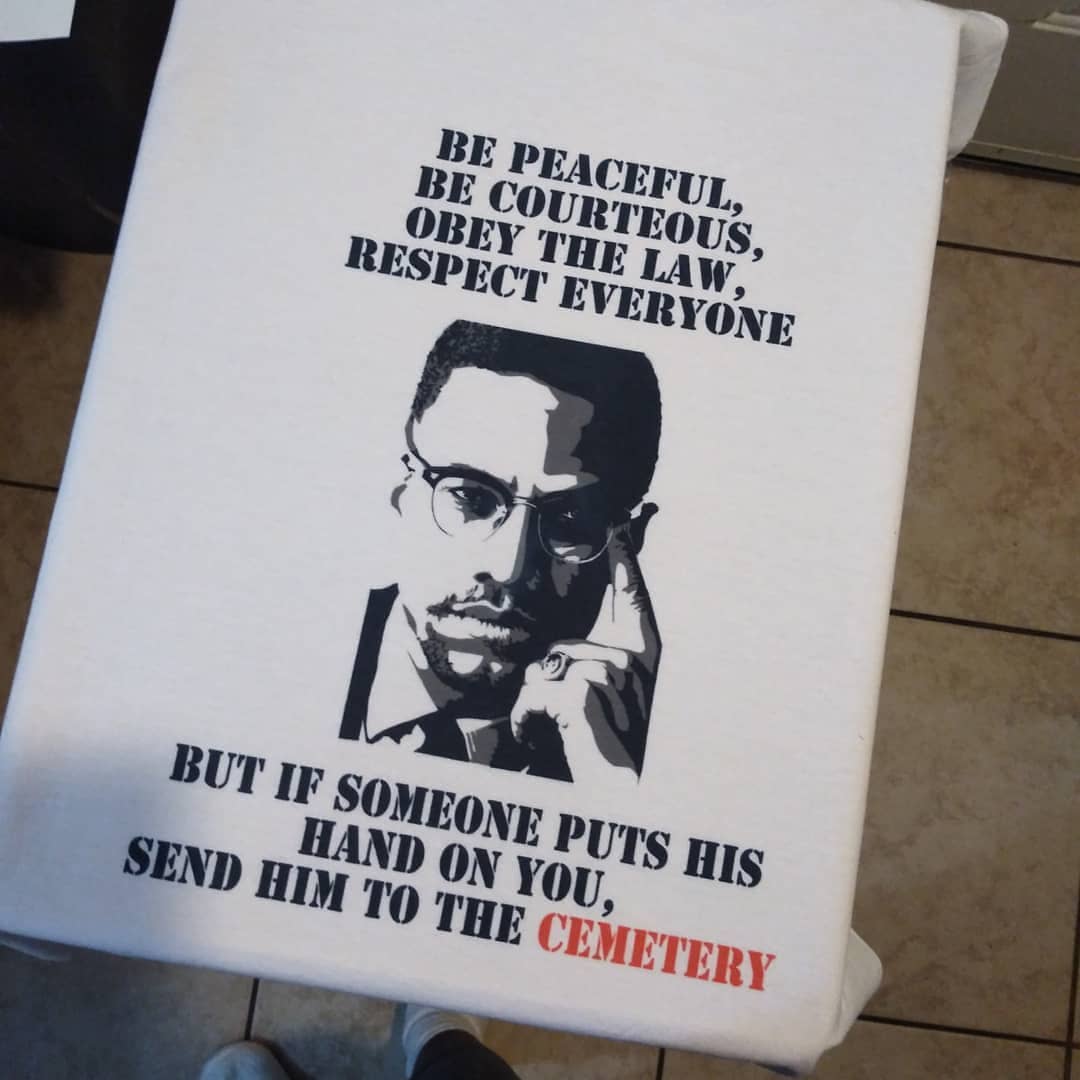 BE PEACEFUL,
BE COURTEOUS,
OBEY THE LAW,
RESPECT EVERYONE
BUT IF SOMEONE PUTS HIS
HAND ON YOU,
SEND HIM TO THE CEMETERY